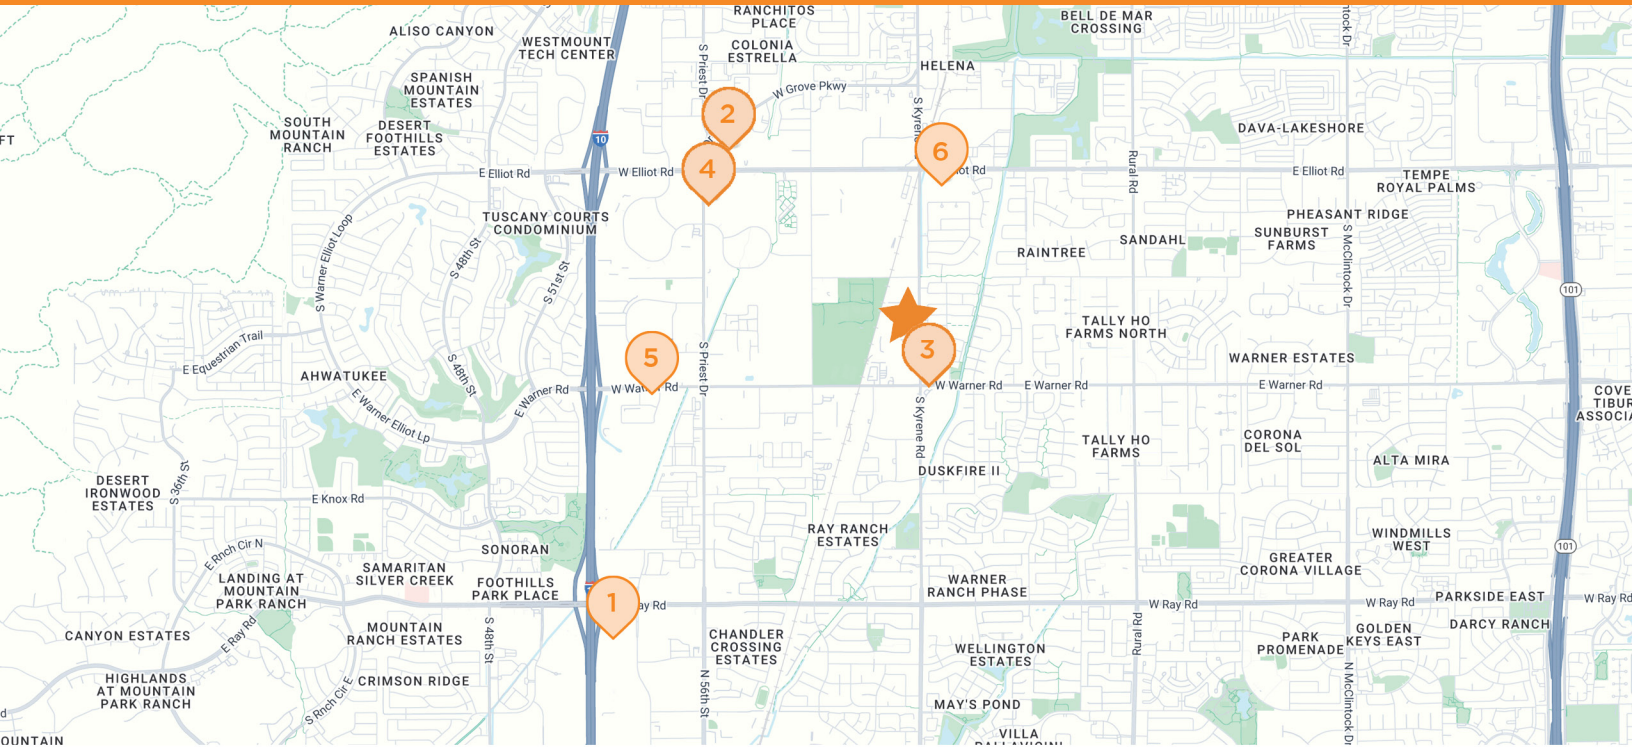 RANCHITOS
PLACE
BELL DE MAR
CROSSING
ALISO CANYON
WESTMOUNT
TECH CENTER
COLONIA
ESTRELLA
HELENA
S Priest Dr
SPANISH
MOUNTAIN
ESTATES
W Grove Pkwy
2
SOUTH
MOUNTAIN
RANCH
DESERT
FOOTHILLS
ESTATES
10
S Kyrene
DAVA-LAKESHORE
6
4
E Elliot Rd
W Elliot Rd
Rural Rd
E Elliot Rd
TEMPE
ROYAL PALMS
TUSCANY COURTS
CONDOMINIUM
PHEASANT RIDGE
SUNBURST
FARMS
SANDAHL
RAINTREE
S Warner Elliot Loop
S 48th St
S 51st St
S McClintock Dr
101
TALLY HO
FARMS NORTH
E Equestrian Trail
3
5
WARNER ESTATES
AHWATUKEE
S 48th St
S Priest Dr
E Warner Rd
W Warner Rd
W Warner Rd
E Warner Rd
E Warner Rd
E Warner Elliot Lp
S Kyrene Rd
TALLY HO
FARMS
CORONA
DEL SOL
ALTA MIRA
DUSKFIRE II
DESERT
IRONWOOD
ESTATES
S 36th St
E Knox Rd
RAY RANCH
ESTATES
WINDMILLS
WEST
101
E Rnch Cir N
SONORAN
SAMARITAN
SILVER CREEK
FOOTHILLS
PARK PLACE
LANDING AT
MOUNTAIN
PARK RANCH
GREATER
CORONA VILLAGE
WARNER
RANCH PHASE
1
W Ray Rd
W Ray Rd
PARKSIDE EAST
W Ray Rd
DARCY RANCH
CANYON ESTATES
E Ray Rd
MOUNTAIN
RANCH ESTATES
S 48th St
CHANDLER
CROSSING
ESTATES
Rural Rd
WELLINGTON
ESTATES
PARK
PROMENADE
GOLDEN
KEYS EAST
HIGHLANDS
AT MOUNTAIN
PARK RANCH
CRIMSON RIDGE
S Rnch Cir E
N 56th St
MAY'S POND
N McClintock Dr
VILLA